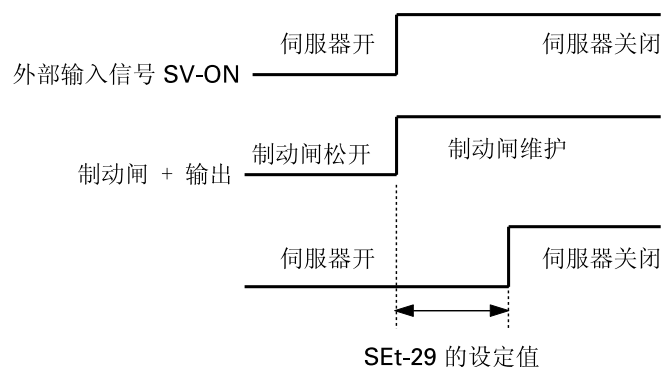 伺服器开 伺服器关闭
外部输入信号 SV-ON
制动闸松开 制动闸维护
制动闸 + 输出
伺服器开 伺服器关闭
SEt-29 的设定值